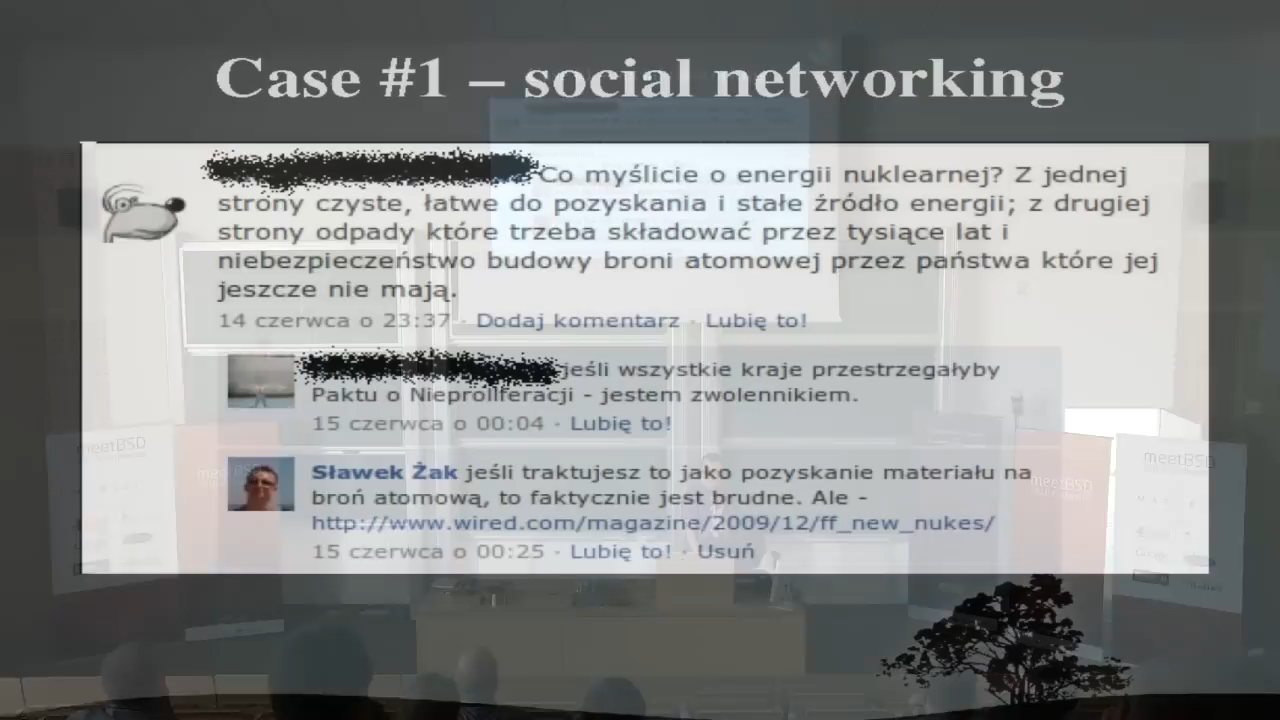 Case #1 – social networking
Co myślicie o energii nuklearnej? Z jednej
strony czyste, łatwe do pozyskania i stałe źródło energii; z drugiej
strony odpady które trzeba składować przez tysiące lat i
niebezpieczeństwo budowy broni atomowej przez państwa które jej
jeszcze nie mają.
14 czerwca o 23:37 · Dodaj komentarz · Lubię to!
jeśli wszystkie kraje przestrzegałyby
Paktu o Nieproliferacji - jestem zwolennikiem.
15 czerwca o 00:04 · Lubię to!
Sławek Żak jeśli traktujesz to jako pozyskanie materiału na
broń atomową, to faktycznie jest brudne. Ale -
http://www.wired.com/magazine/2009/12/ff_new_nukes/
15 czerwca o 00:25 · Lubię to! · Usuń
meetBSD
meetBSD
meetBSD